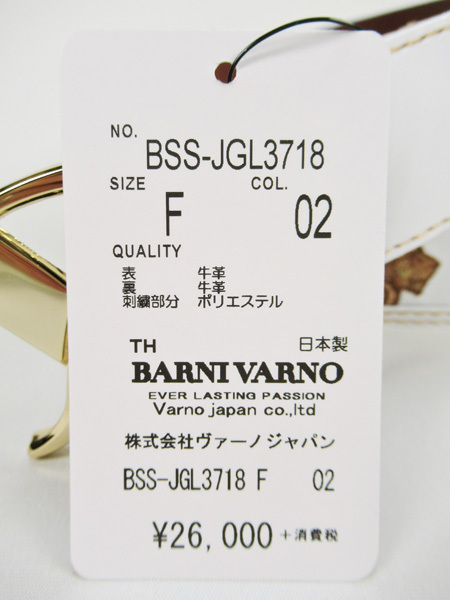 NO. BSS-JGL3718
SIZE COL.
F 02
QUALITY
表 牛革
裏 牛革
刺繍部分 ポリエステル
TH 日本製
BARNI VARNO
EVER LASTING PASSION
Varno japan co.,ltd
株式会社ヴァーノジャパン
BSS-JGL3718 F 02
¥26,000 +消費税